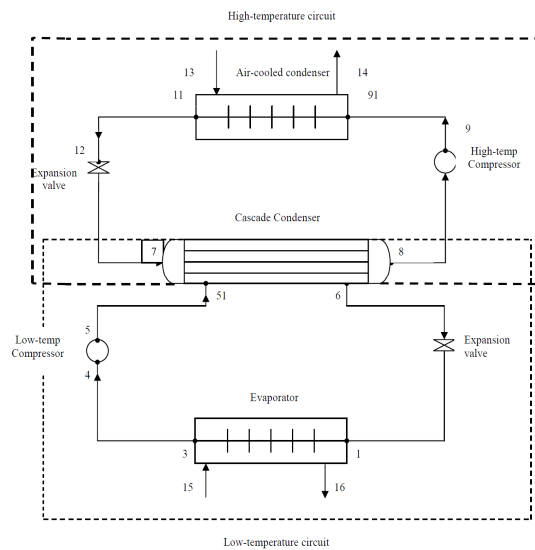 High-temperature circuit
13
Air-cooled condenser
14
11
91
9
12
High-temp
Compressor
Expansion
valve
Cascade Condenser
7
8
51
6
5
Low-temp
Compressor
Expansion
valve
4
Evaporator
3
1
15
16
Low-temperature circuit